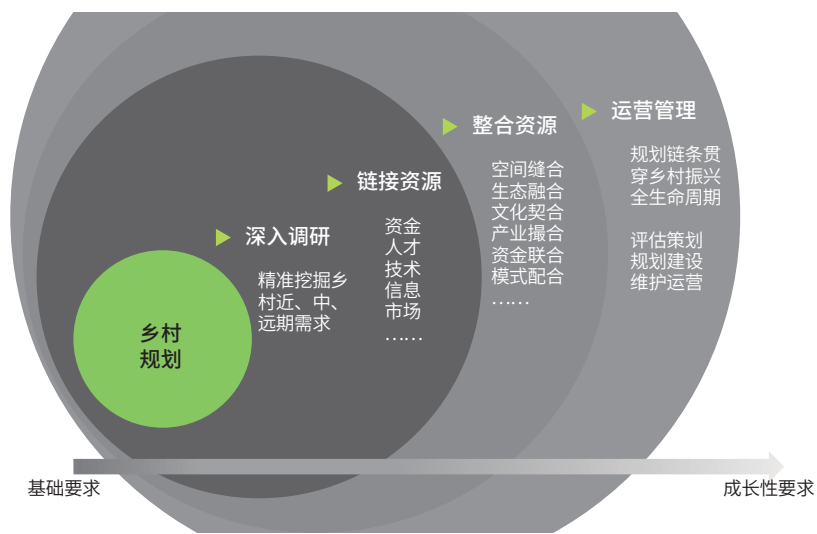 乡村
规划
深入调研
精准挖掘乡
村近、中、
远期需求
链接资源
资金
人才
技术
信息
市场
……
整合资源
空间缝合
生态融合
文化契合
产业撮合
资金联合
模式配合
……
运营管理
规划链条贯
穿乡村振兴
全生命周期
评估策划
规划建设
维护运营
基础要求
成长性要求